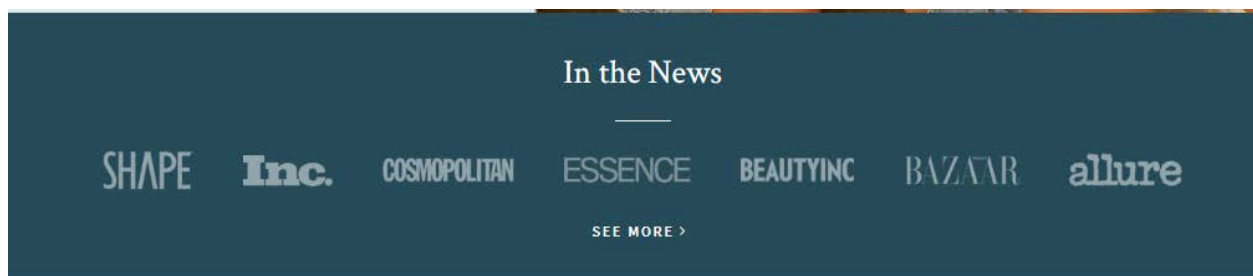 In the News
SHAPE Inc. COSMOPOLITAN ESSENCE BEAUTYINC BAZAAR allure
SEE MORE >